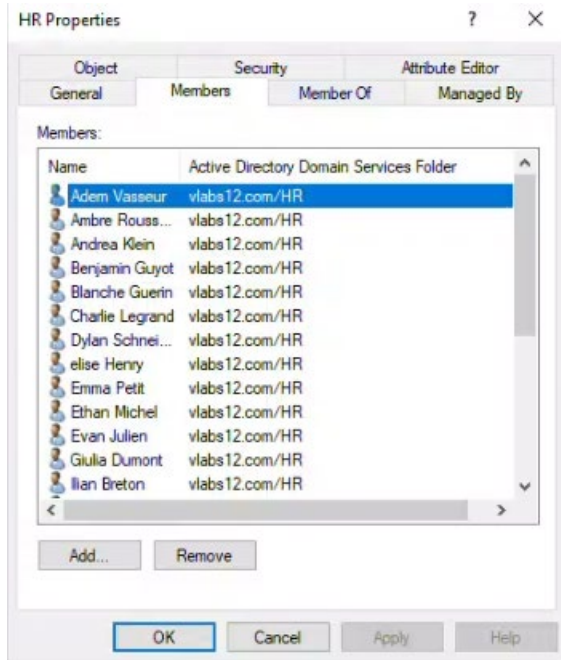 HR Properties ? ×
Object Security Attribute Editor
General Members Member Of Managed By
Members:
Name Active Directory Domain Services Folder
Adem Vasseur vlabs12.com/HR
Ambre Rouss... vlabs12.com/HR
Andrea Klein vlabs12.com/HR
Benjamin Guyot vlabs12.com/HR
Blanche Guerin vlabs12.com/HR
Charlie Legrand vlabs12.com/HR
Dylan Schnei... vlabs12.com/HR
elise Henry vlabs12.com/HR
Emma Petit vlabs12.com/HR
Ethan Michel vlabs12.com/HR
Evan Julien vlabs12.com/HR
Giulia Dumont vlabs12.com/HR
Ilian Breton vlabs12.com/HR
Add... Remove
OK Cancel Apply Help